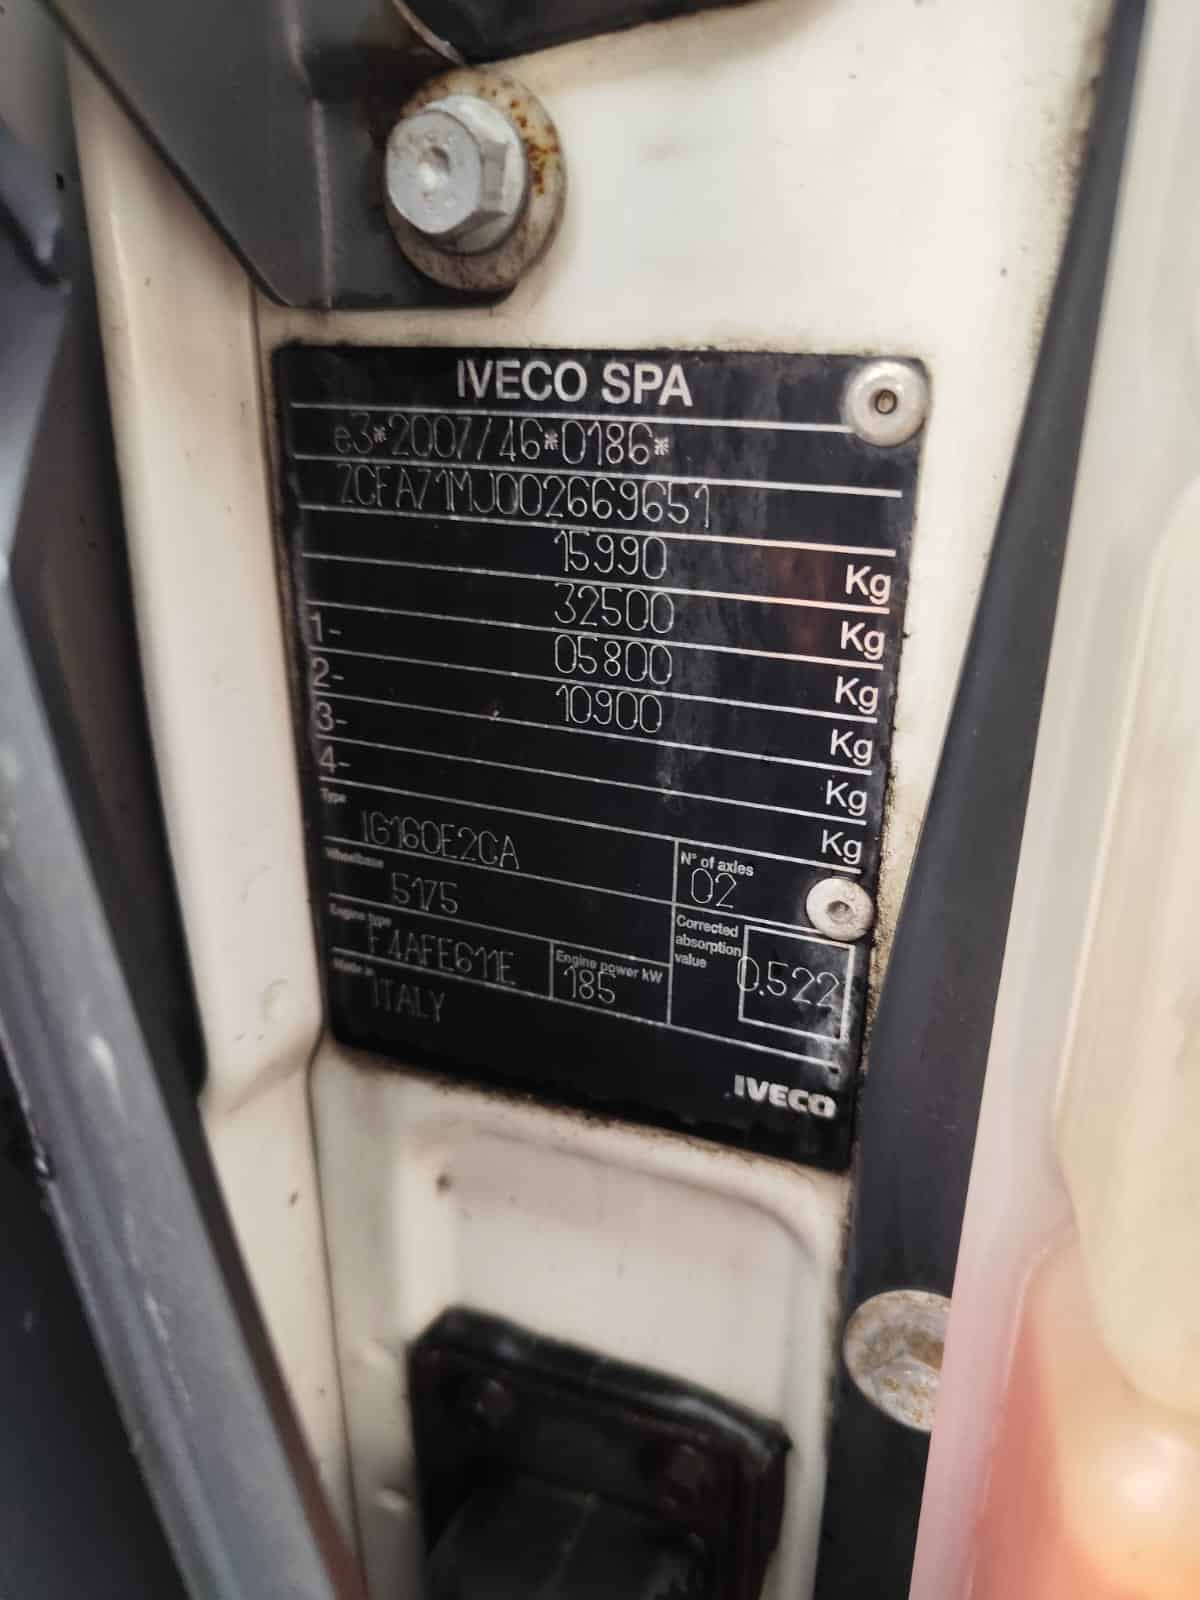 IVECO SPA
e3*2007/46*0186*
ZCFA71MJ002669651
15990 Kg
32500 Kg
1- 05800 Kg
2- 10900 Kg
3- Kg
4- Kg
Type
IG160E2CA
N° of axles
02
Wheelbase
5175
Corrected absorption value
0.522
Engine type
F4AFE611E
Engine power kW
185
Made in
ITALY
IVECO